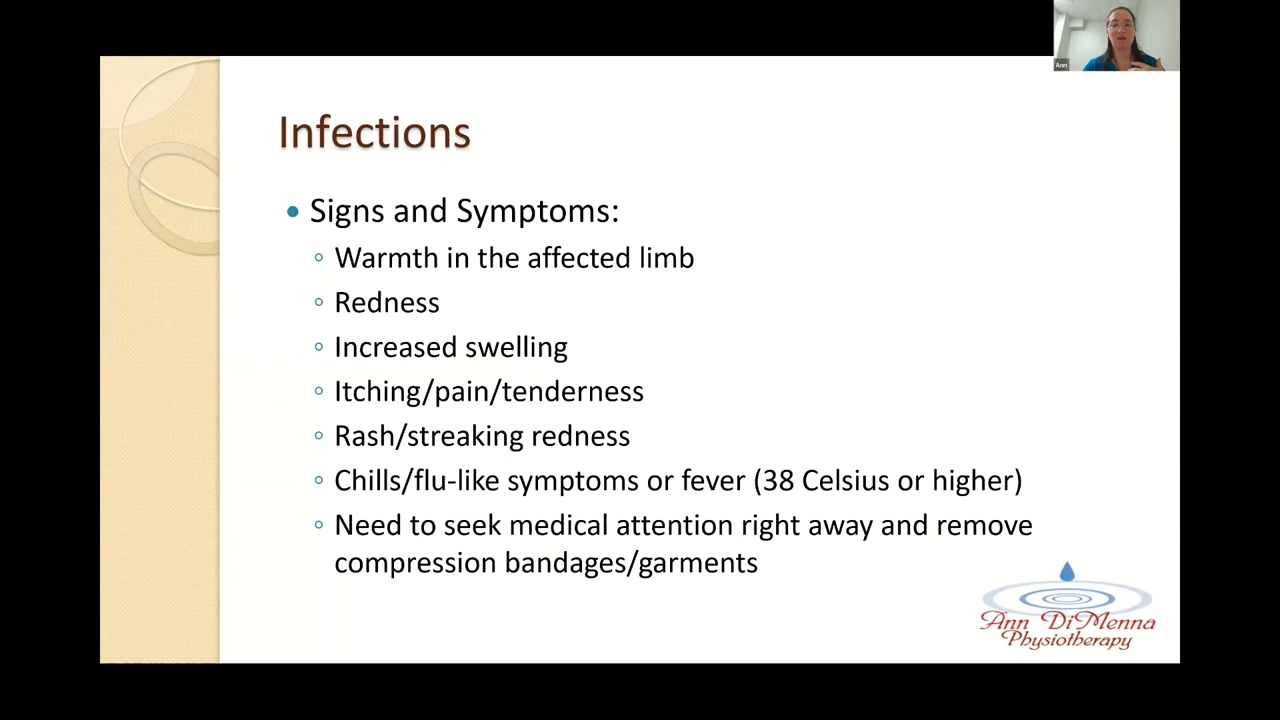 Ann
Infections
Signs and Symptoms:
Warmth in the affected limb
Redness
Increased swelling
Itching/pain/tenderness
Rash/streaking redness
Chills/flu-like symptoms or fever (38 Celsius or higher)
Need to seek medical attention right away and remove
compression bandages/garments
Ann DiMenna
Physiotherapy